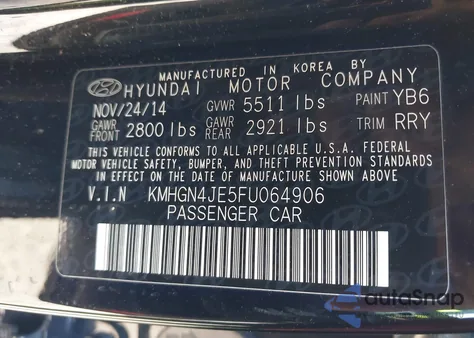 MANUFACTURED IN KOREA BY
HYUNDAI MOTOR COMPANY
NOV/24/14 GVWR 5511 lbs PAINT YB6
GAWR FRONT 2800 lbs GAWR REAR 2921 lbs TRIM RRY
THIS VEHICLE CONFORMS TO ALL APPLICABLE U.S.A. FEDERAL
MOTOR VEHICLE SAFETY, BUMPER, AND THEFT PREVENTION STANDARDS
IN EFFECT ON THE DATE OF MANUFACTURE SHOWN ABOVE.
V.I.N KMHGN4JE5FU064906
PASSENGER CAR
autoSnap